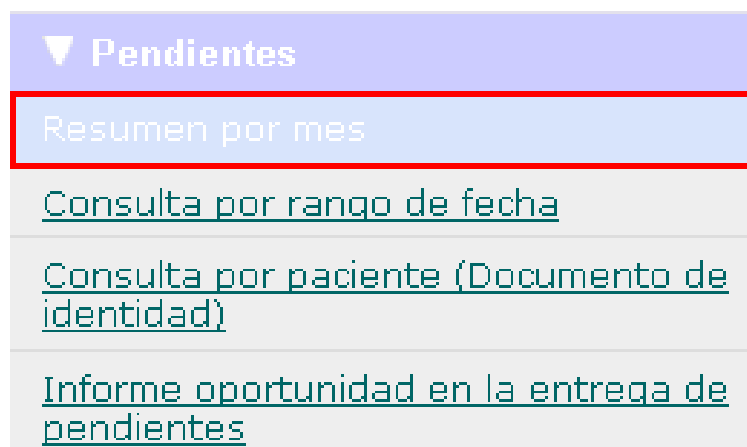 ▼ Pendientes
Resumen por mes
Consulta por rango de fecha
Consulta por paciente (Documento de
identidad)
Informe oportunidad en la entrega de
pendientes